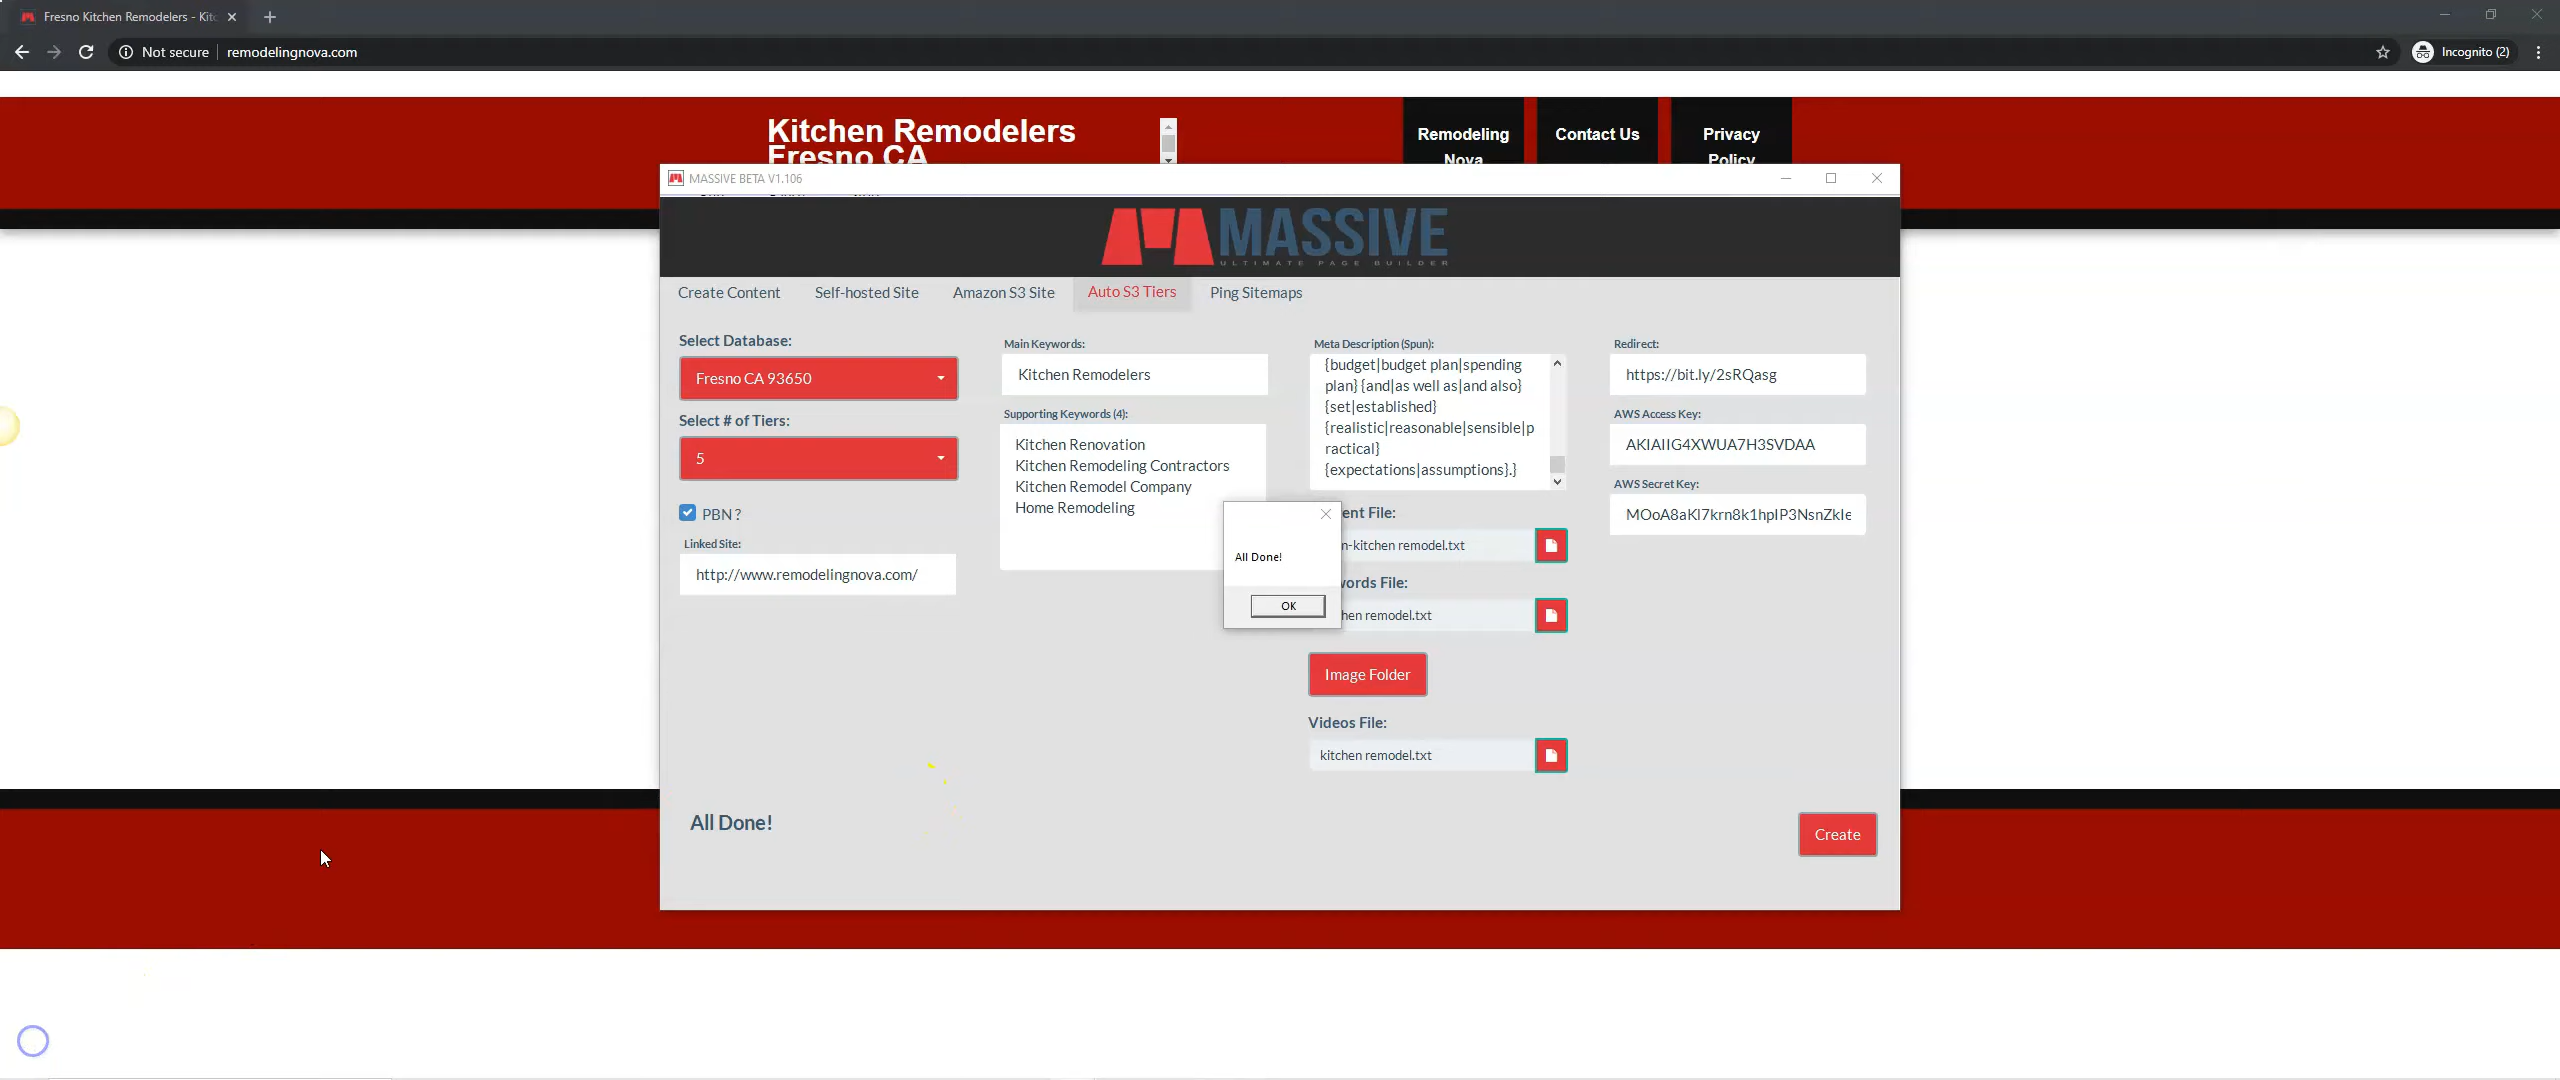 Fresno Kitchen Remodelers - Kitc
Not secure
remodelingnova.com
Incognito (2)
Kitchen Remodelers
Fresno CA
Remodeling
Nova
Contact Us
Privacy
Policy
MASSIVE BETA V1.106
MASSIVE
ULTIMATE PAGE BUILDER
Create Content
Self-hosted Site
Amazon S3 Site
Auto S3 Tiers
Ping Sitemaps
Select Database:
Fresno CA 93650
Select # of Tiers:
5
PBN ?
Linked Site:
http://www.remodelingnova.com/
Main Keywords:
Kitchen Remodelers
Supporting Keywords (4):
Kitchen Renovation
Kitchen Remodeling Contractors
Kitchen Remodel Company
Home Remodeling
Meta Description (Spun):
{budget|budget plan|spending
plan} {and|as well as|and also}
{set|established}
{realistic|reasonable|sensible|p
ractical}
{expectations|assumptions}.}
ent File:
n-kitchen remodel.txt
words File:
hen remodel.txt
Image Folder
Videos File:
kitchen remodel.txt
Redirect:
https://bit.ly/2sRQasg
AWS Access Key:
AKIAIIG4XWUA7H3SVDAA
AWS Secret Key:
MOoA8aKl7krn8k1hpIP3NsnZkIe
All Done!
OK
All Done!
Create